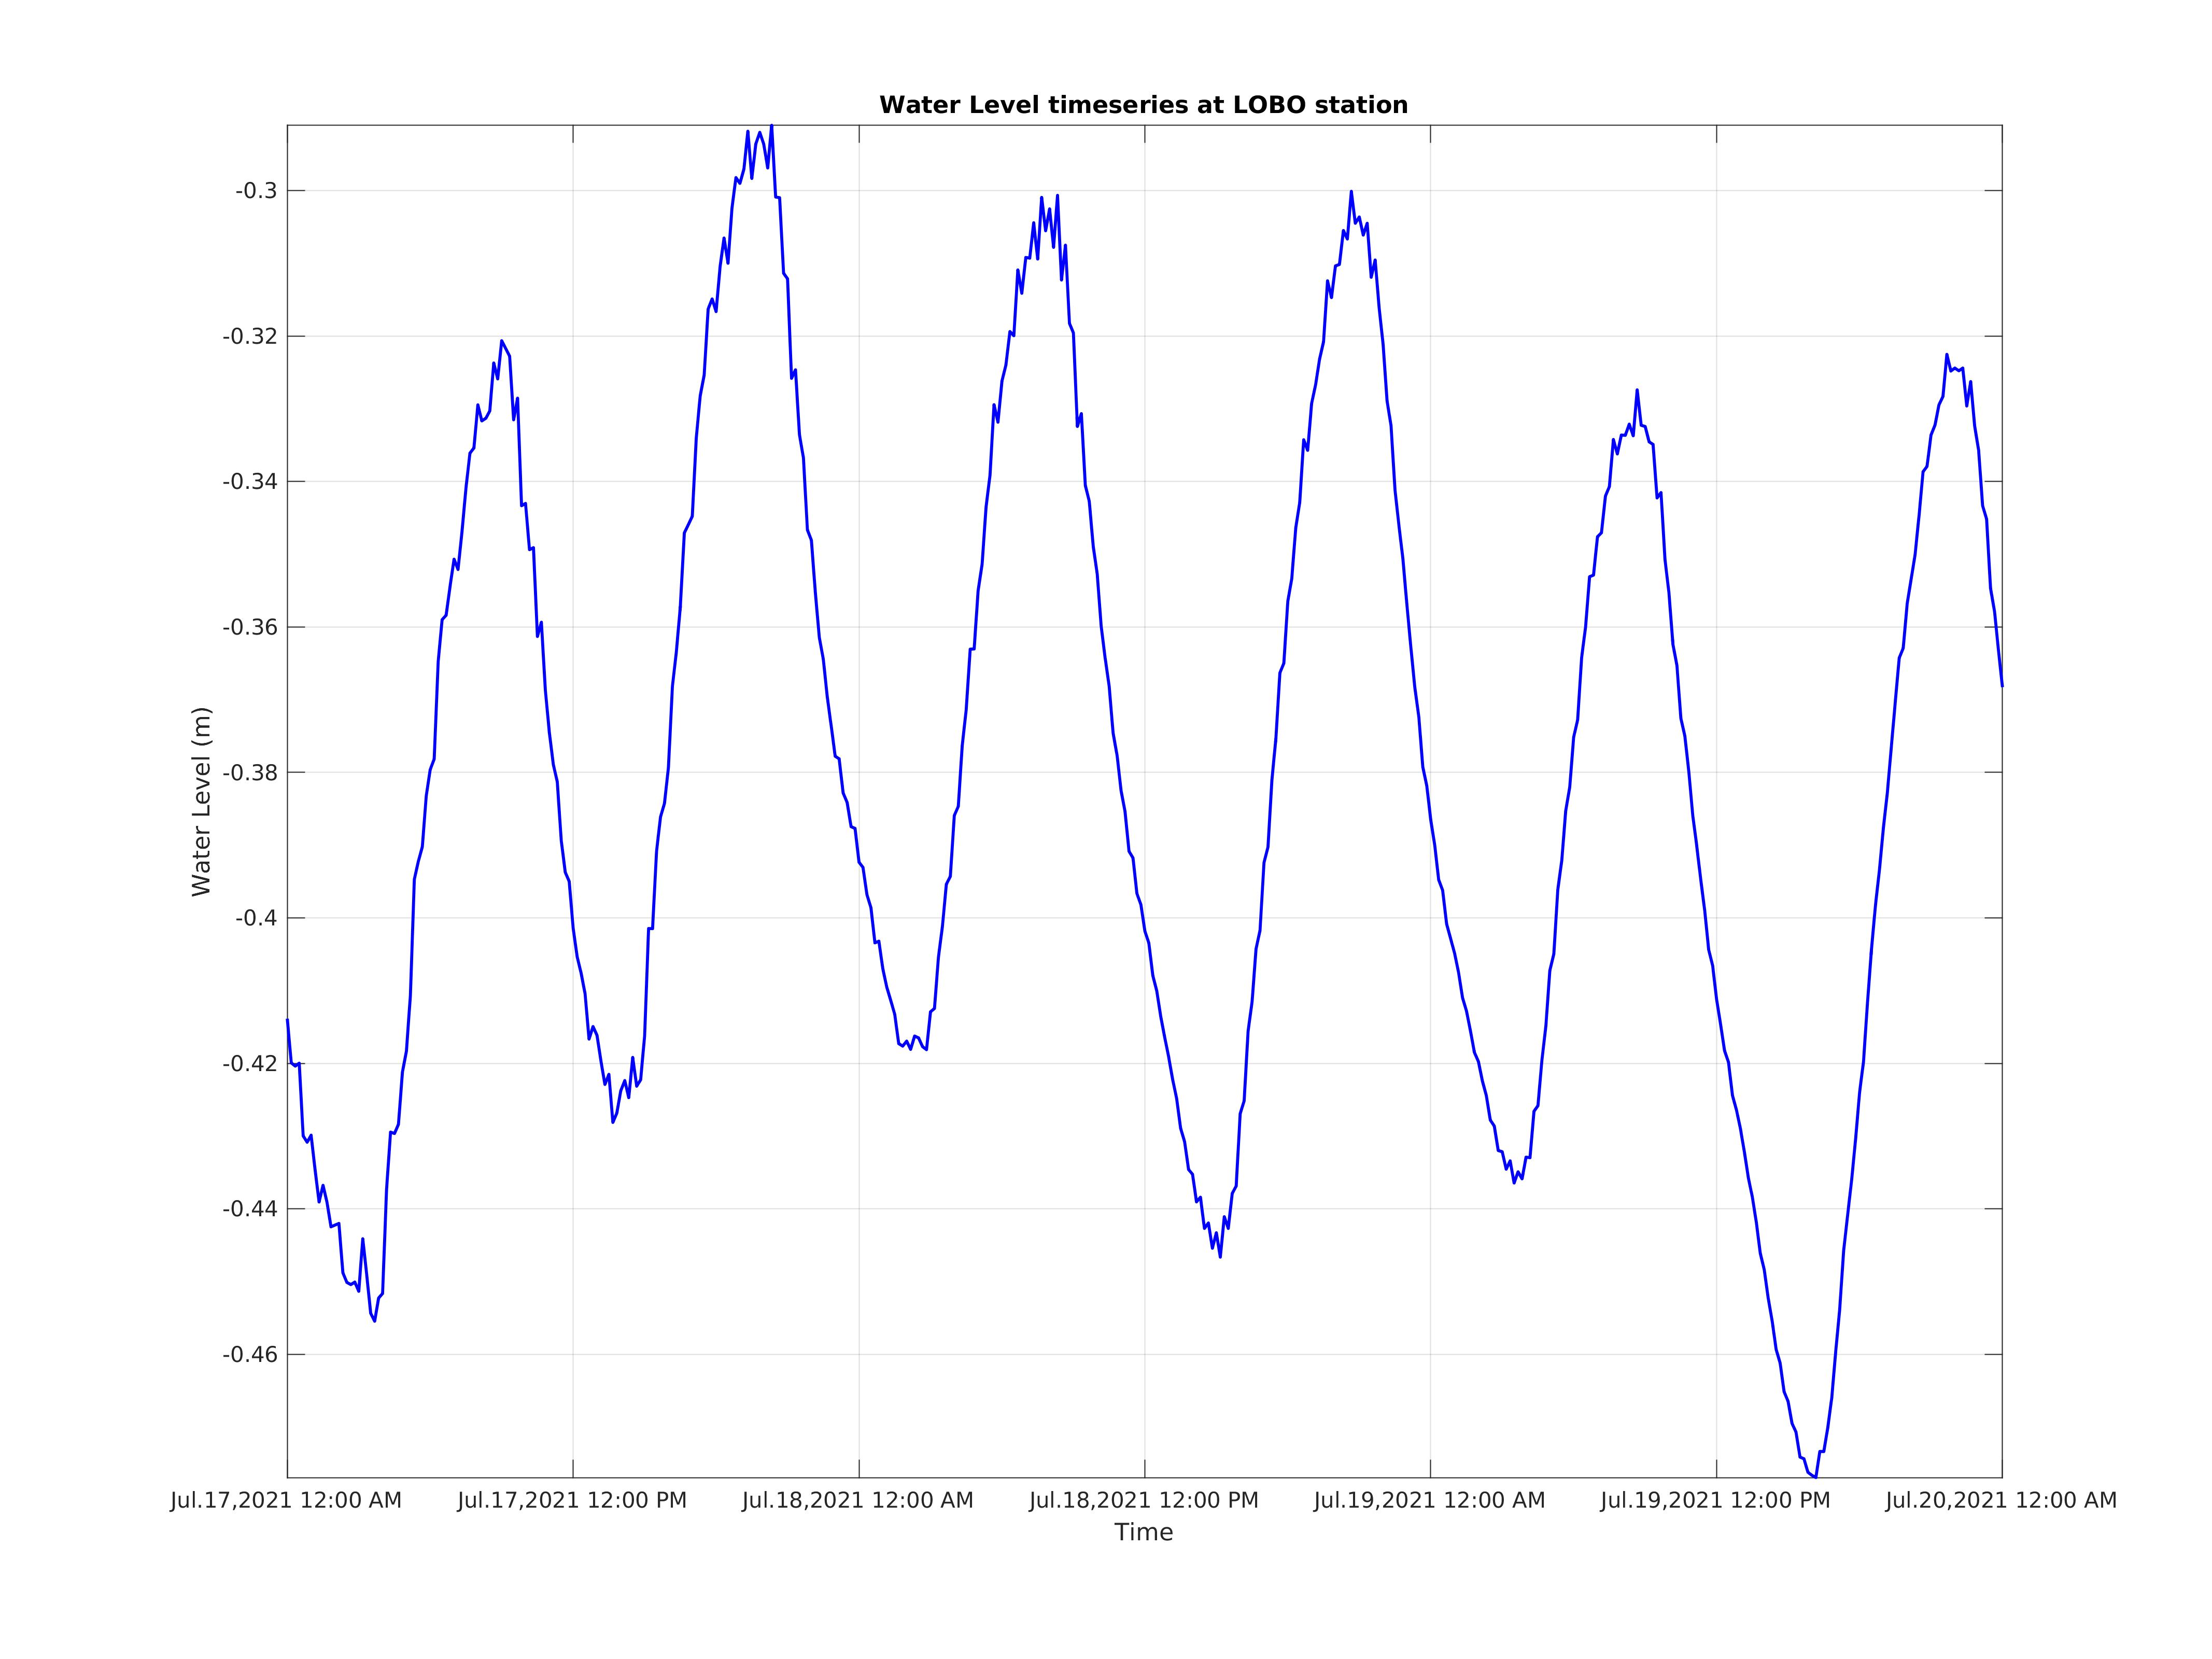 Water Level timeseries at LOBO station
-0.3
-0.32
-0.34
-0.36
-0.38
-0.4
-0.42
-0.44
-0.46
Water Level (m)
Jul.17,2021 12:00 AM Jul.17,2021 12:00 PM Jul.18,2021 12:00 AM Jul.18,2021 12:00 PM Jul.19,2021 12:00 AM Jul.19,2021 12:00 PM Jul.20,2021 12:00 AM
Time